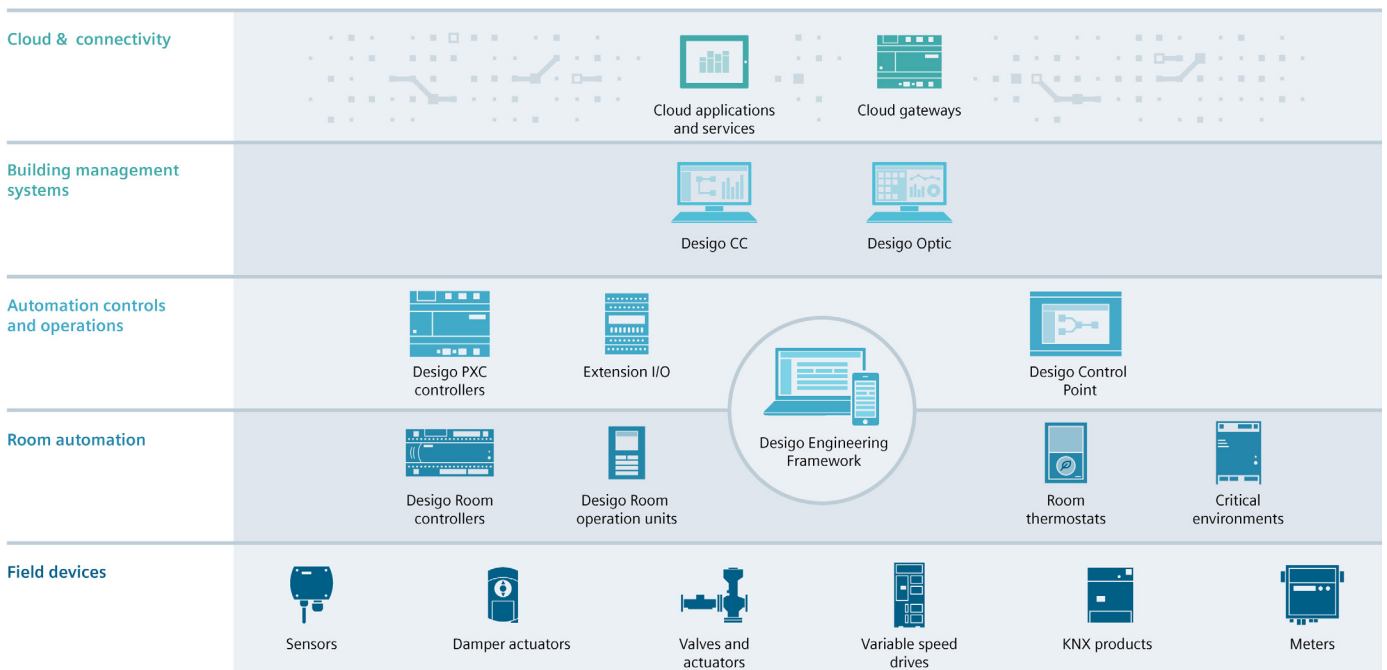 Cloud & connectivity
Cloud applications
and services
Cloud gateways
Building management
systems
Desigo CC
Desigo Optic
Automation controls
and operations
Desigo PXC
controllers
Extension I/O
Desigo Control
Point
Desigo Engineering
Framework
Room automation
Desigo Room
controllers
Desigo Room
operation units
Room
thermostats
Critical
environments
Field devices
Sensors
Damper actuators
Valves and
actuators
Variable speed
drives
KNX products
Meters